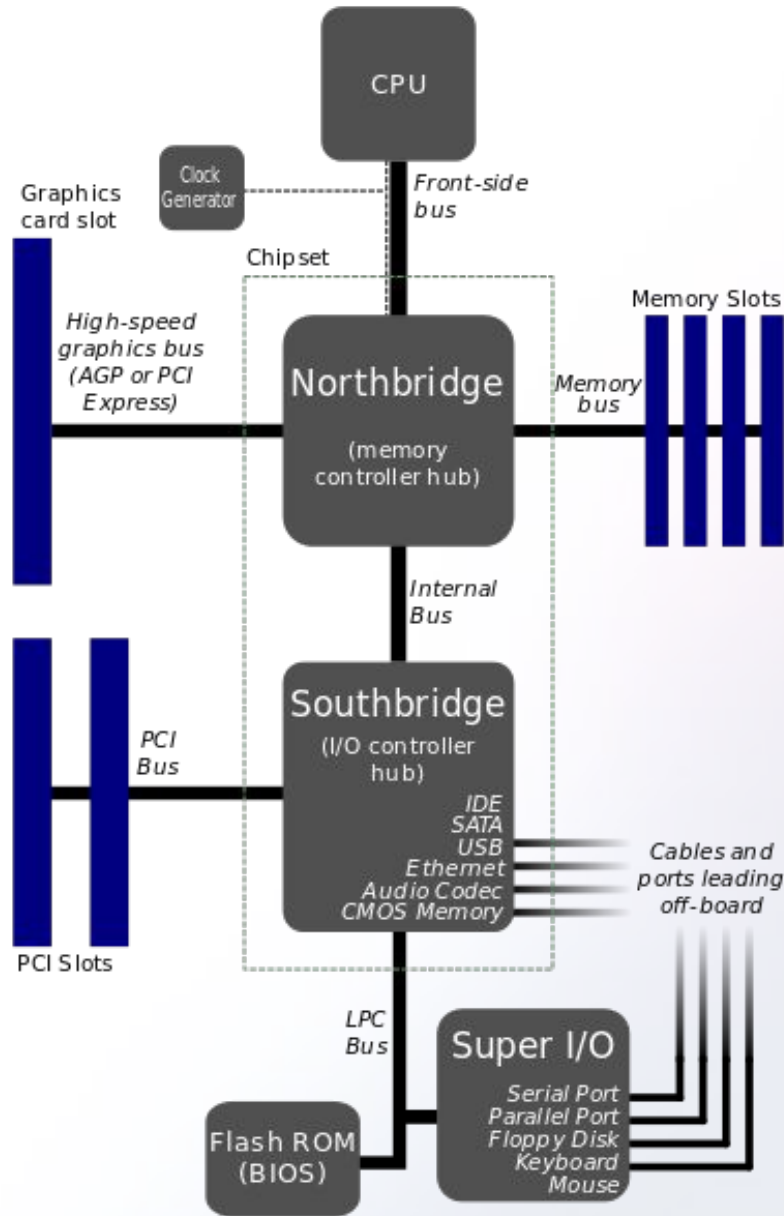 CPU
Clock
Generator
Front-side
bus
Graphics
card slot
Chipset
High-speed
graphics bus
(AGP or PCI
Express)
Northbridge
(memory
controller hub)
Memory Slots
Memory
bus
Internal
Bus
Southbridge
(I/O controller
hub)
PCI
Bus
IDE
SATA
USB
Ethernet
Audio Codec
CMOS Memory
Cables and
ports leading
off-board
PCI Slots
LPC
Bus
Super I/O
Serial Port
Parallel Port
Floppy Disk
Keyboard
Mouse
Flash ROM
(BIOS)